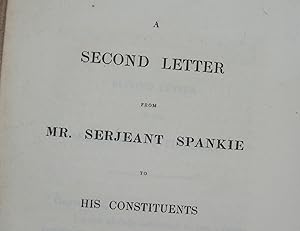 A
SECOND LETTER
FROM
MR. SERJEANT SPANKIE
TO
HIS CONSTITUENTS